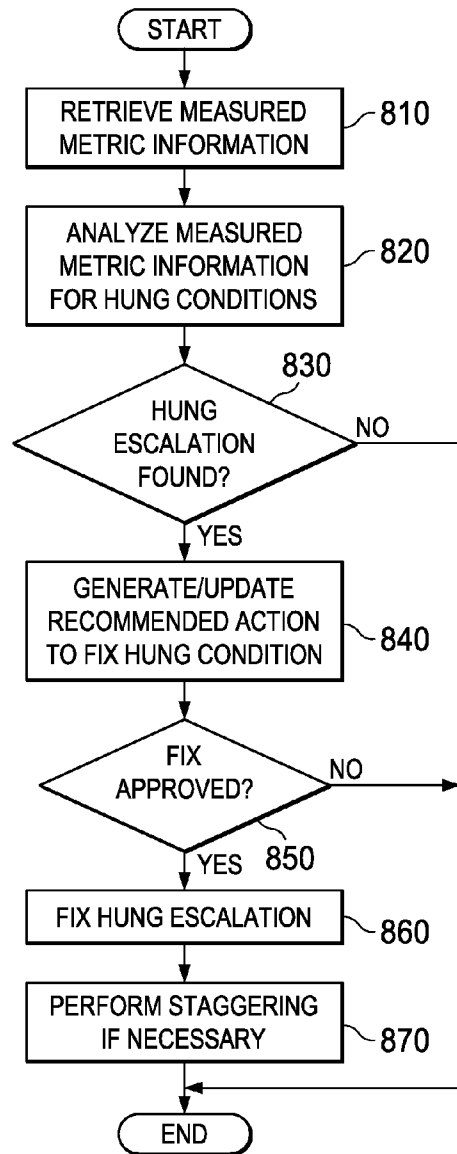 START
RETRIEVE MEASURED
METRIC INFORMATION
810
ANALYZE MEASURED
METRIC INFORMATION
FOR HUNG CONDITIONS
820
830
HUNG
ESCALATION
FOUND?
NO
YES
GENERATE/UPDATE
RECOMMENDED ACTION
TO FIX HUNG CONDITION
840
FIX
APPROVED?
NO
850
YES
FIX HUNG ESCALATION
860
PERFORM STAGGERING
IF NECESSARY
870
END